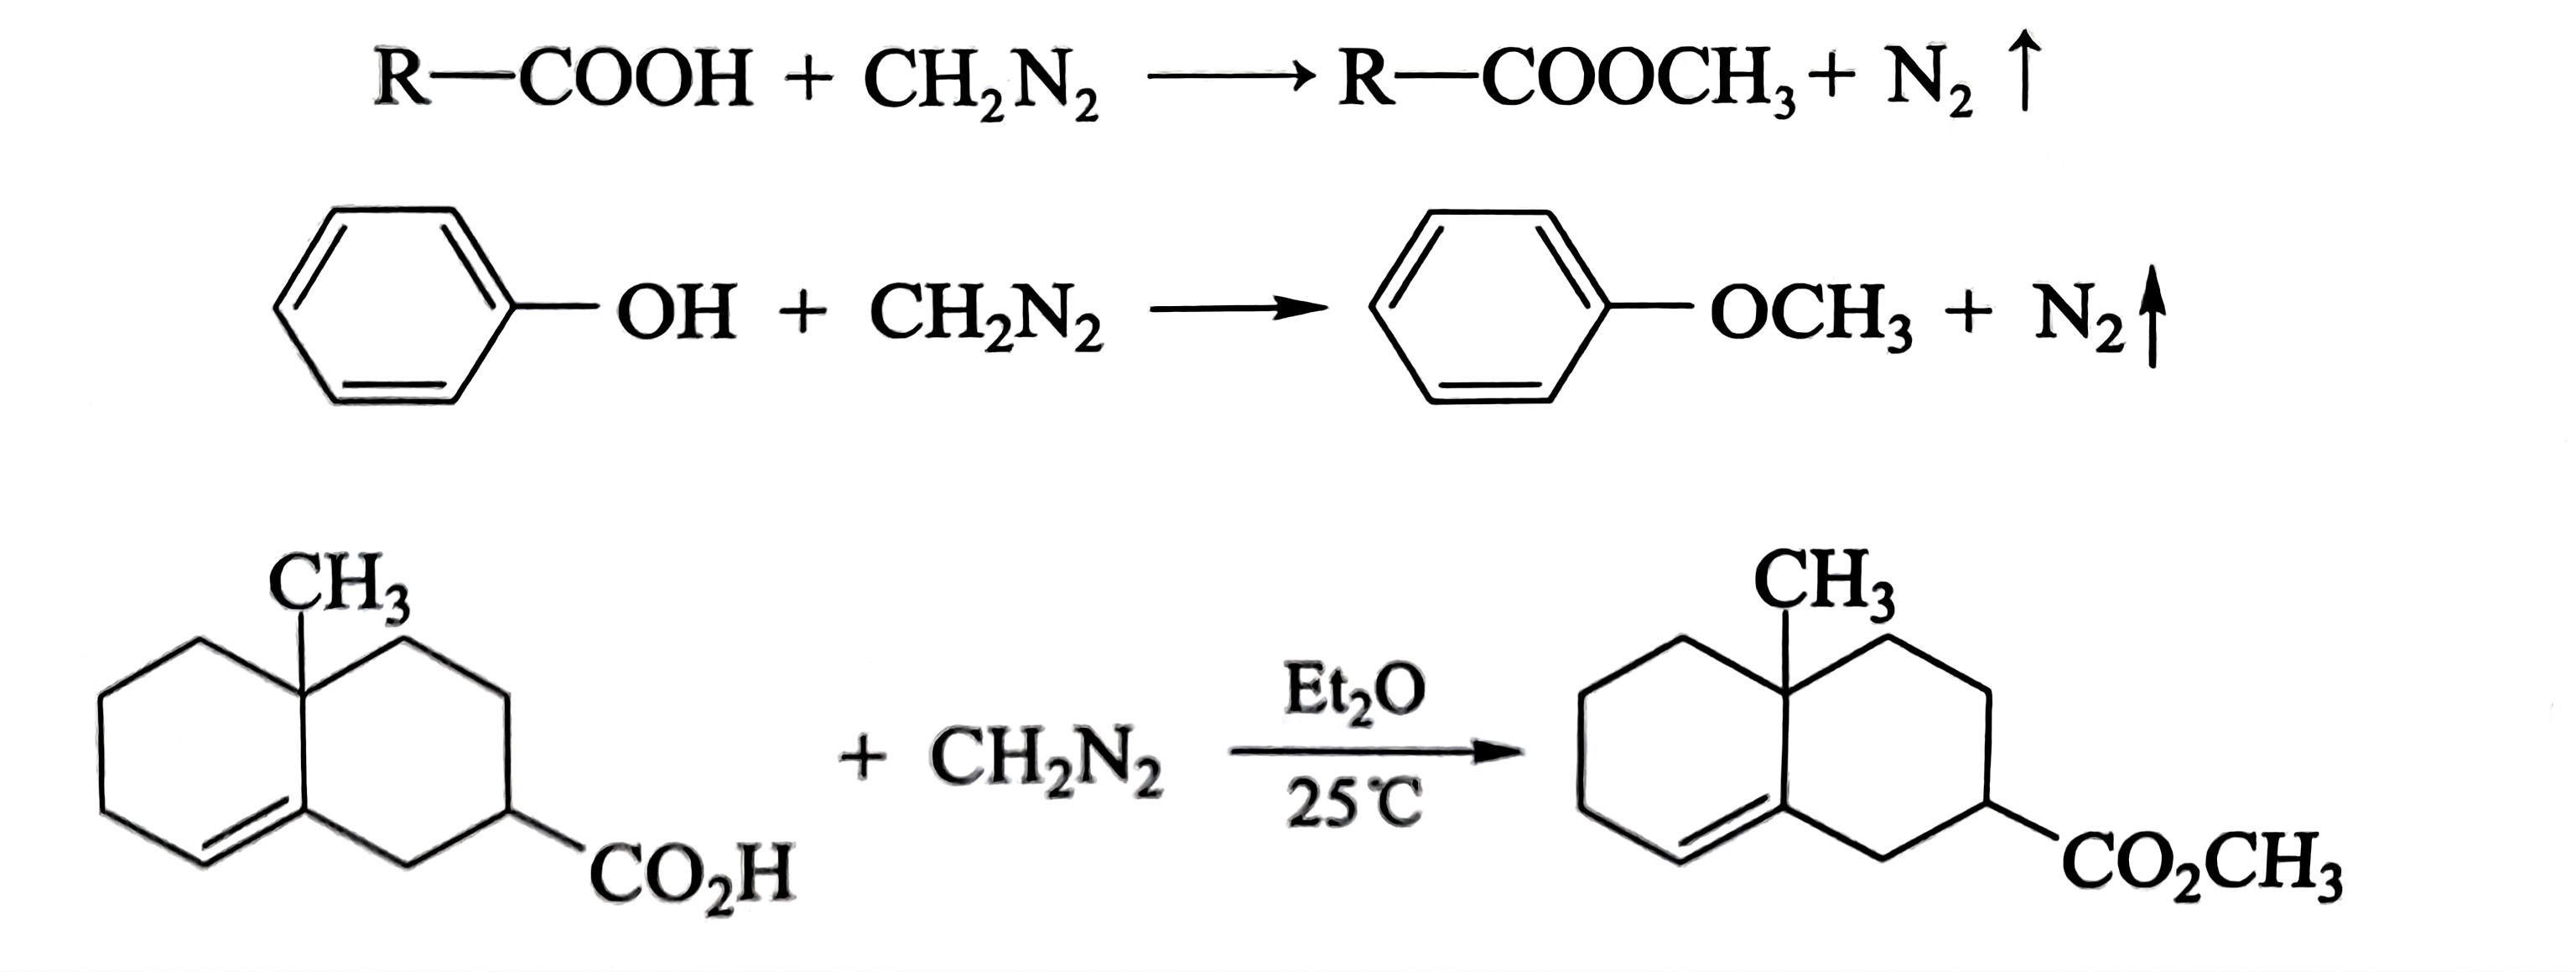 R—COOH + CH₂N₂ ⟶ R—COOCH₃ + N₂ ↑
OH + CH₂N₂ ⟶ OCH₃ + N₂ ↑
CH₃ CH₃
+ CH₂N₂ Et₂O ⟶ 25℃
CO₂H CO₂CH₃